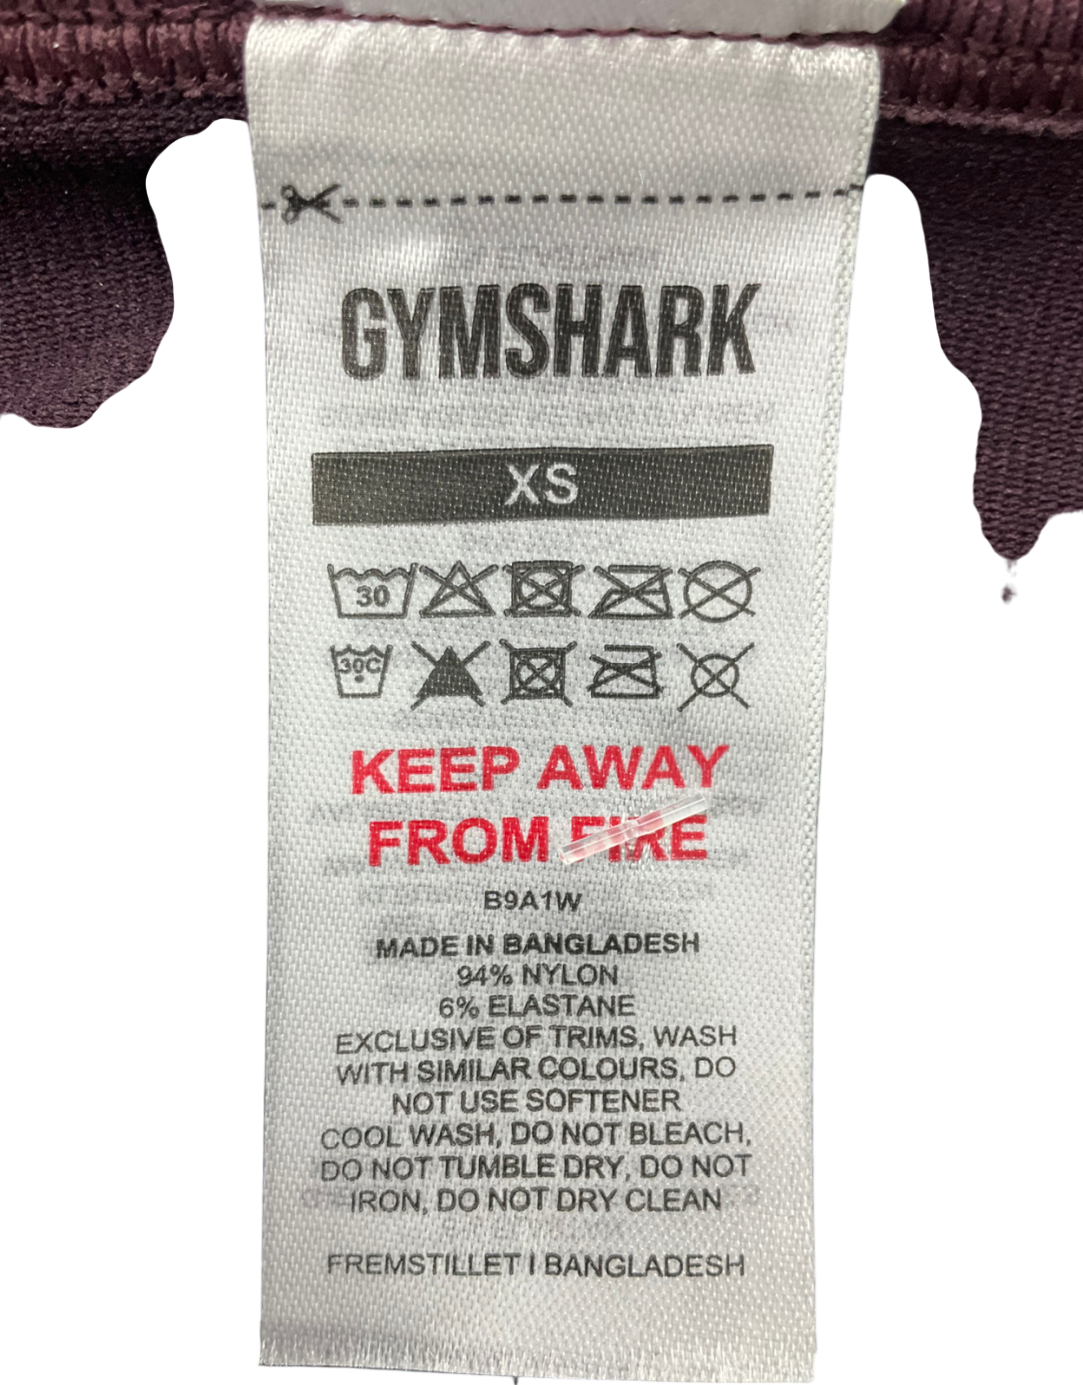 GYMSHARK
XS
30
30C
KEEP AWAY
FROM FIRE
B9A1W
MADE IN BANGLADESH
94% NYLON
6% ELASTANE
EXCLUSIVE OF TRIMS, WASH
WITH SIMILAR COLOURS, DO
NOT USE SOFTENER
COOL WASH, DO NOT BLEACH,
DO NOT TUMBLE DRY, DO NOT
IRON, DO NOT DRY CLEAN
FREMSTILLET I BANGLADESH